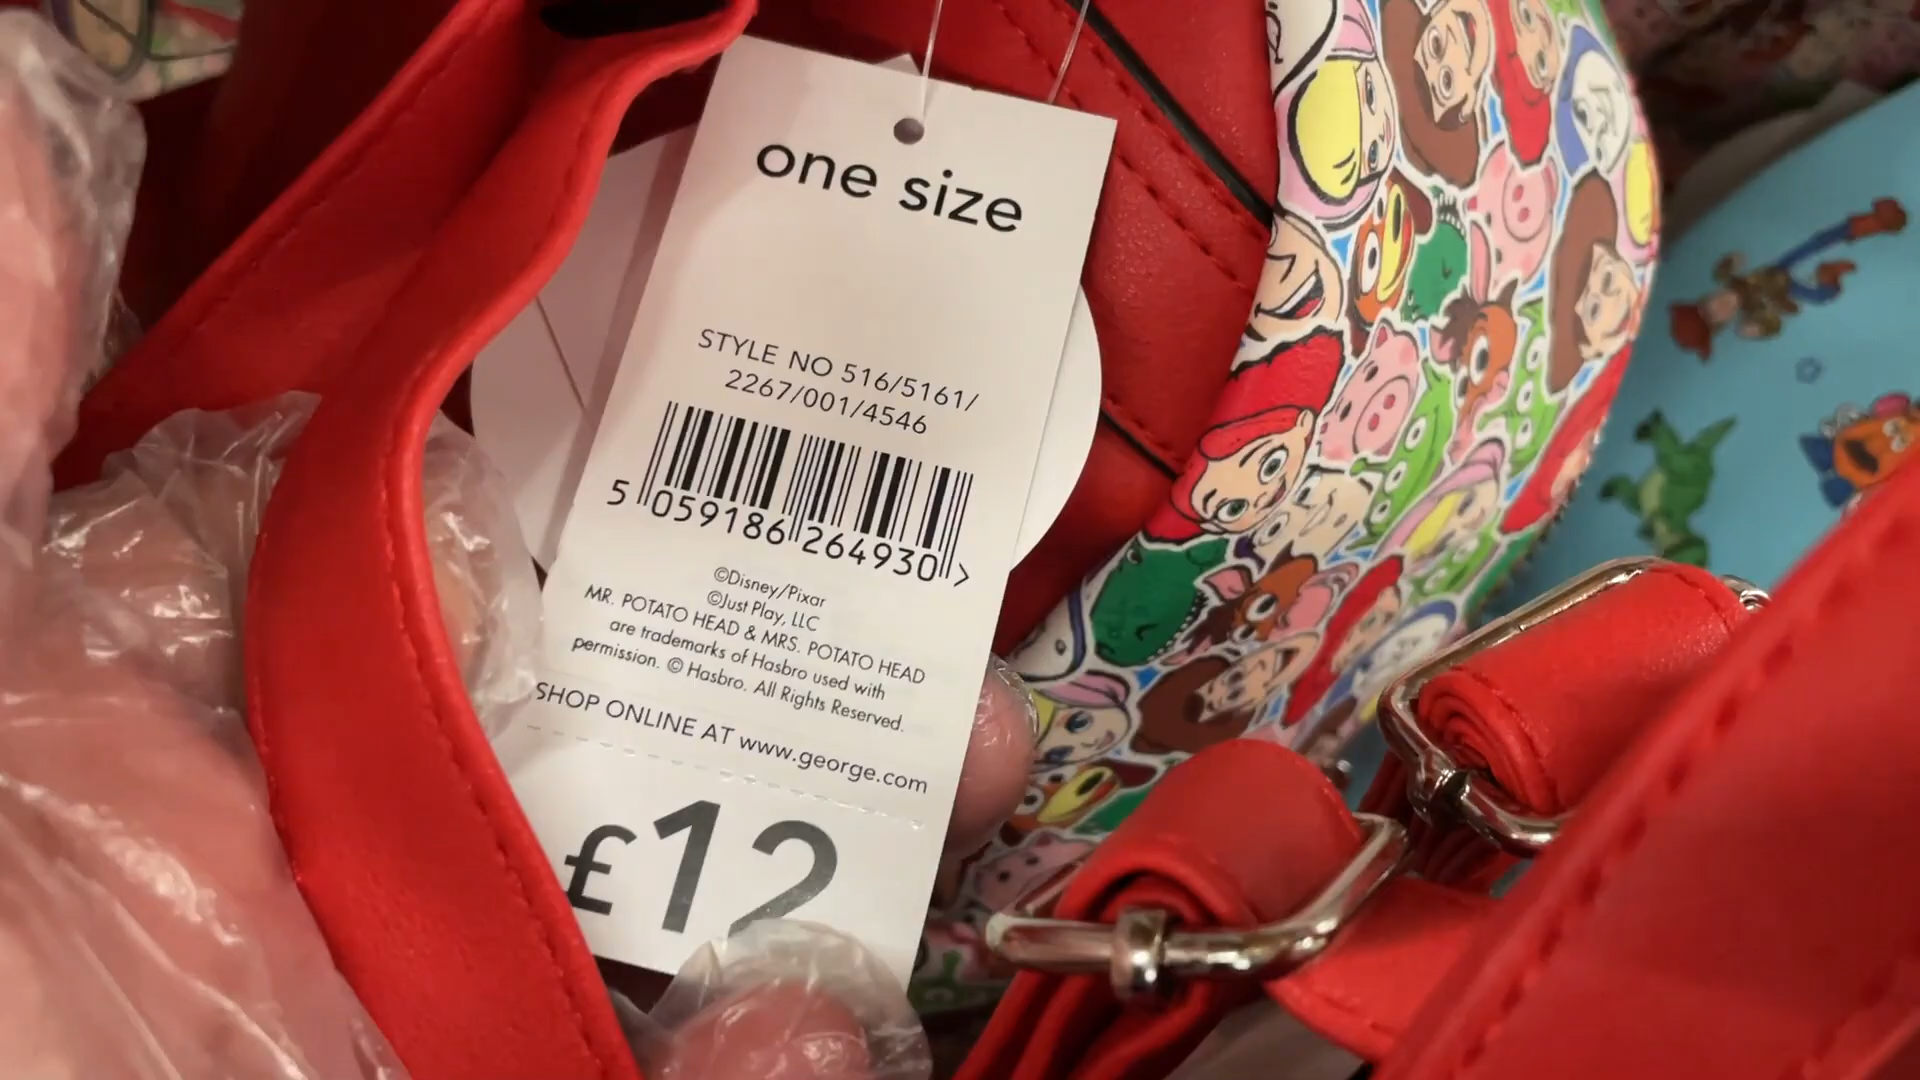 one size
STYLE NO 516/5161/
2267/001/4546
5 059186 264930 >
©Disney/Pixar
©Just Play, LLC
MR. POTATO HEAD & MRS. POTATO HEAD
are trademarks of Hasbro used with
permission. © Hasbro. All Rights Reserved.
SHOP ONLINE AT www.george.com
£12